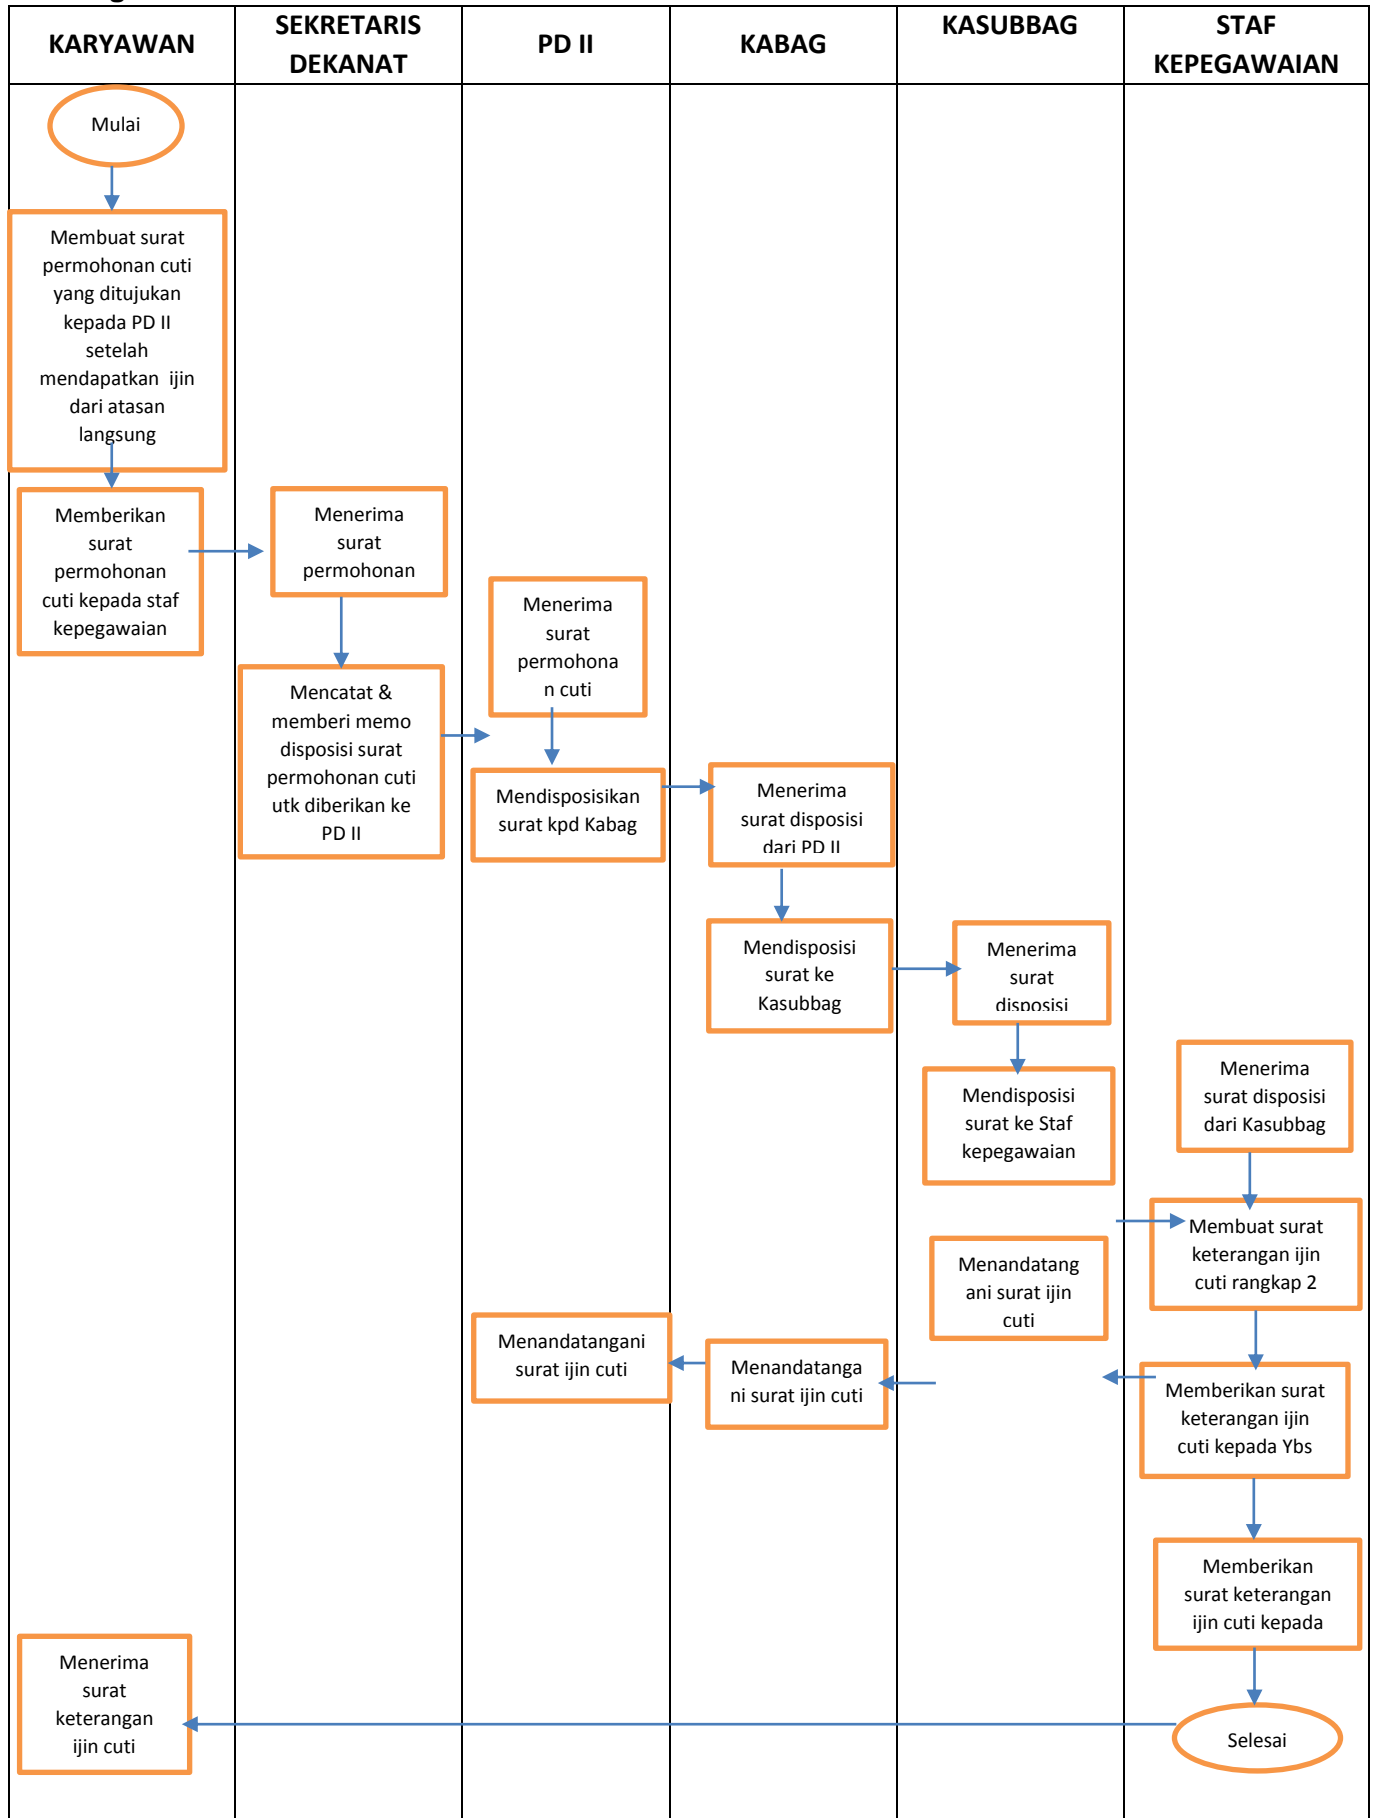 KARYAWAN
SEKRETARIS
DEKANAT
PD II
KABAG
KASUBBAG
STAF
KEPEGAWAIAN
Mulai
Membuat surat
permohonan cuti
yang ditujukan
kepada PD II
setelah
mendapatkan ijin
dari atasan
langsung
Memberikan
surat
permohonan
cuti kepada staf
kepegawaian
Menerima
surat
permohonan
Mencatat &
memberi memo
disposisi surat
permohonan cuti
utk diberikan ke
PD II
Menerima
surat
permohona
n cuti
Mendisposisikan
surat kpd Kabag
Menerima
surat disposisi
dari PD II
Mendisposisi
surat ke
Kasubbag
Menerima
surat
disposisi
Mendisposisi
surat ke Staf
kepegawaian
Menerima
surat disposisi
dari Kasubbag
Membuat surat
keterangan ijin
cuti rangkap 2
Menandatang
ani surat ijin
cuti
Menandatanga
ni surat ijin cuti
Menandatangani
surat ijin cuti
Memberikan surat
keterangan ijin
cuti kepada Ybs
Memberikan
surat keterangan
ijin cuti kepada
Selesai
Menerima
surat
keterangan
ijin cuti